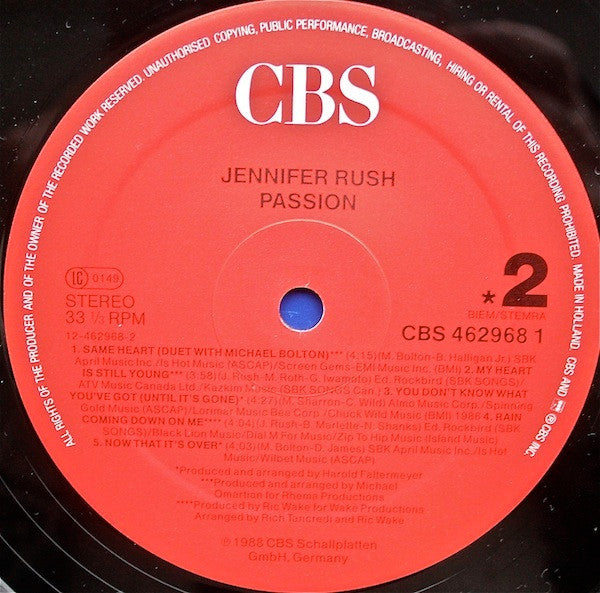 ALL RIGHTS OF THE PRODUCER AND OF THE OWNER OF THE RECORDED WORK RESERVED. UNAUTHORISED COPYING, PUBLIC PERFORMANCE, BROADCASTING, HIRING OR RENTAL OF THIS RECORDING PROHIBITED. MADE IN HOLLAND. CBS AND ℗ © CBS INC.
CBS
JENNIFER RUSH
PASSION
LC 0149
STEREO
33 1/3 RPM
*2
BIEM/STEMRA
12-462968-2
CBS 462968 1
1. SAME HEART (DUET WITH MICHAEL BOLTON)*** (4:15)(M. Bolton-B. Halligan Jr.) SBK
April Music Inc./Is Hot Music (ASCAP)/Screen Gems-EMI Music Inc. (BMI) 2. MY HEART
IS STILL YOUNG*** (3:58)(J. Rush-M. Roth-G. Iwamoto) Ed. Rockbird (SBK SONGS)/
ATV Music Canada Ltd./Kazkim Music (SBK SONGS Can.) 3. YOU DON'T KNOW WHAT
YOU'VE GOT (UNTIL IT'S GONE)* (4:27)(M. Sharron-G. Wild) Almo Music Corp./Spinning
Gold Music (ASCAP)/Lorimar Music Bee Corp./Chuck Wild Music (BMI) 1986 4. RAIN
COMING DOWN ON ME**** (4:04)(J. Rush-B. Marlette-N. Shanks) Ed. Rockbird (SBK
SONGS)/Black Lion Music/Dial M For Music/Zip To Hip Music (Island Music)
5. NOW THAT IT'S OVER* (4:03)(M. Bolton-D. James) SBK April Music Inc./Is Hot
Music/Wilbet Music (ASCAP)
*Produced and arranged by Harold Faltermeyer
***Produced and arranged by Michael
Omartian for Rhema Productions
****Produced by Ric Wake for Wake Productions
Arranged by Rich Tancredi and Ric Wake
℗ 1988 CBS Schallplatten
GmbH, Germany